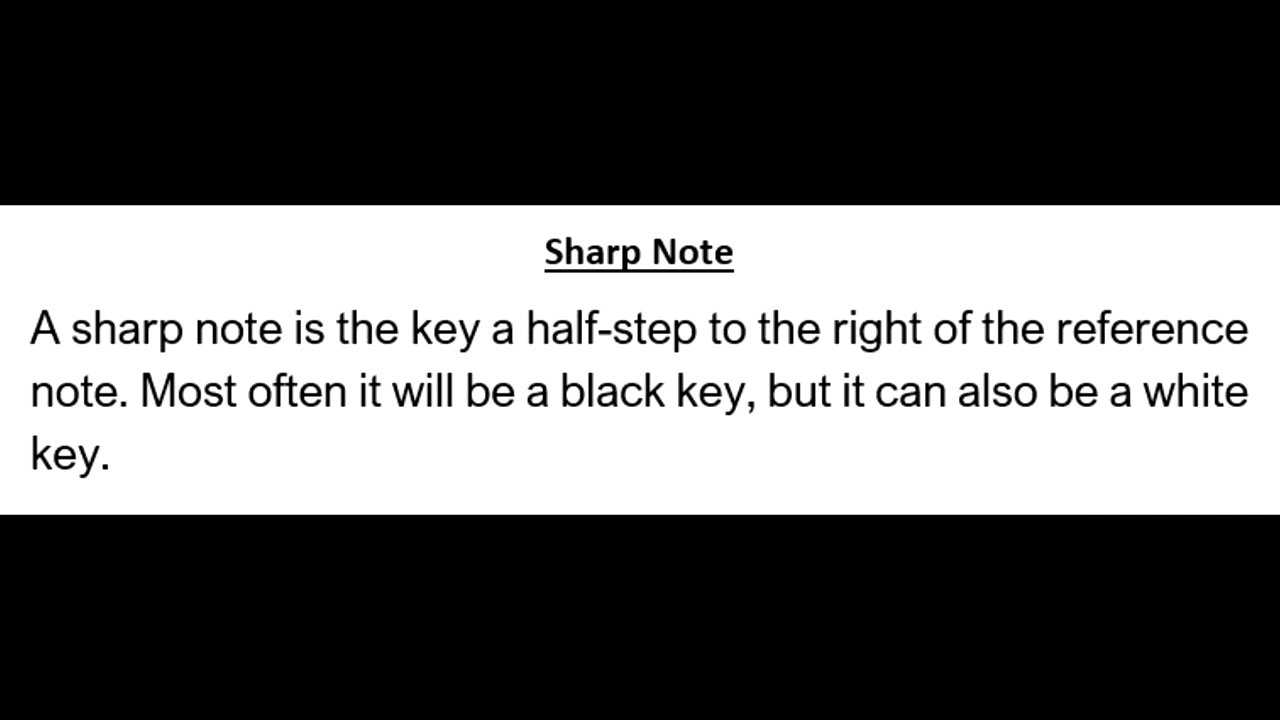 Sharp Note
A sharp note is the key a half-step to the right of the reference
note. Most often it will be a black key, but it can also be a white
key.